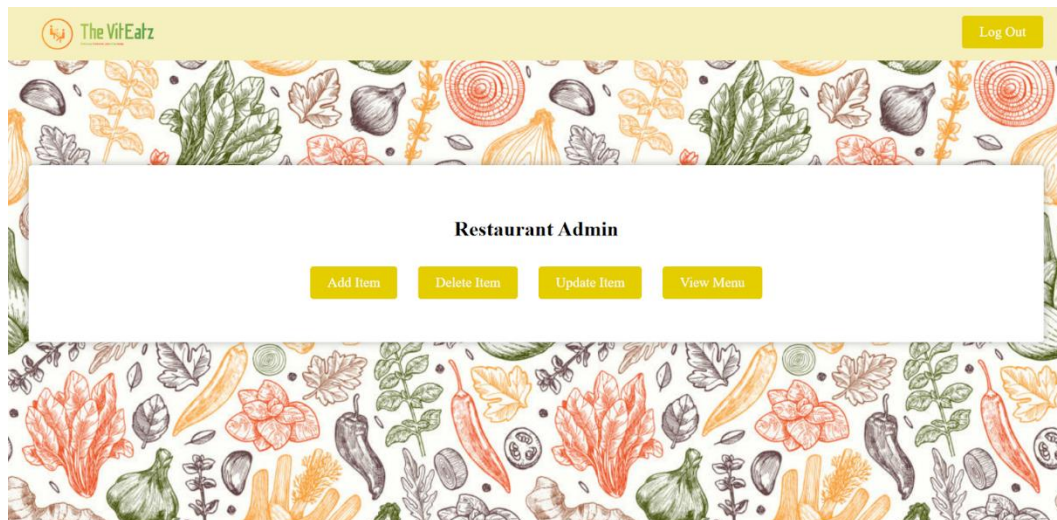 The VitEatz
Log Out
Restaurant Admin
Add Item
Delete Item
Update Item
View Menu